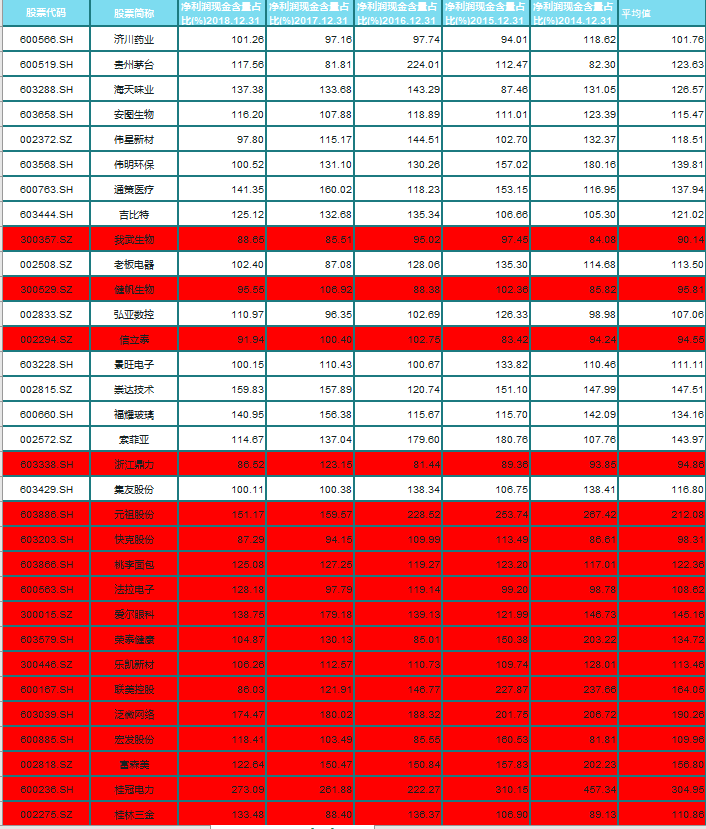 股票代码 股票简称 净利润现金含量占比(%)2018.12.31 净利润现金含量占比(%)2017.12.31 净利润现金含量占比(%)2016.12.31 净利润现金含量占比(%)2015.12.31 净利润现金含量占比(%)2014.12.31 平均值
600566.SH 济川药业 101.26 97.16 97.74 94.01 118.62 101.76
600519.SH 贵州茅台 117.56 81.81 224.01 112.47 82.30 123.63
603288.SH 海天味业 137.38 133.68 143.29 87.46 131.05 126.57
603658.SH 安图生物 116.20 107.88 118.89 111.01 123.39 115.47
002372.SZ 伟星新材 97.80 115.17 144.51 102.70 132.37 118.51
603568.SH 伟明环保 100.52 131.10 130.26 157.02 180.16 139.81
600763.SH 通策医疗 141.35 160.02 118.23 153.15 116.95 137.94
603444.SH 吉比特 125.12 132.68 135.34 106.66 105.30 121.02
300357.SZ 我武生物 88.65 85.51 95.02 97.45 84.08 90.14
002508.SZ 老板电器 102.40 87.08 128.06 135.30 114.68 113.50
300529.SZ 健帆生物 95.55 106.92 88.38 102.36 85.82 95.81
002833.SZ 弘亚数控 110.97 96.35 102.69 126.33 98.98 107.06
002294.SZ 信立泰 91.94 100.40 102.75 83.42 94.24 94.55
603228.SH 景旺电子 100.15 110.43 100.67 133.82 110.46 111.11
002815.SZ 崇达技术 159.83 157.89 120.74 151.10 147.99 147.51
600660.SH 福耀玻璃 140.95 156.38 115.67 115.70 142.09 134.16
002572.SZ 索菲亚 114.67 137.04 179.60 180.76 107.76 143.97
603338.SH 浙江鼎力 86.52 123.15 81.44 89.36 93.85 94.86
603429.SH 集友股份 100.11 100.38 138.34 106.75 138.41 116.80
603886.SH 元祖股份 151.17 159.57 228.52 253.74 267.42 212.08
603203.SH 快克股份 87.29 94.15 109.99 113.49 86.61 98.31
603866.SH 桃李面包 125.08 127.25 119.27 123.20 117.01 122.36
600563.SH 法拉电子 128.18 97.79 119.14 99.20 98.78 108.62
300015.SZ 爱尔眼科 138.75 179.18 139.13 121.99 146.73 145.16
603579.SH 荣泰健康 104.87 130.13 85.01 150.38 203.22 134.72
300446.SZ 乐凯新材 106.26 112.57 110.73 109.74 128.01 113.46
600167.SH 联美控股 86.03 121.91 146.77 227.87 237.66 164.05
603039.SH 泛微网络 174.47 180.02 188.32 201.75 206.72 190.26
600885.SH 宏发股份 118.41 103.49 85.55 160.53 81.81 109.96
002818.SZ 富森美 122.64 150.47 150.84 157.83 202.23 156.80
600236.SH 桂冠电力 273.09 261.88 222.27 310.15 457.34 304.95
002275.SZ 桂林三金 133.48 88.40 136.37 106.90 89.13 110.86